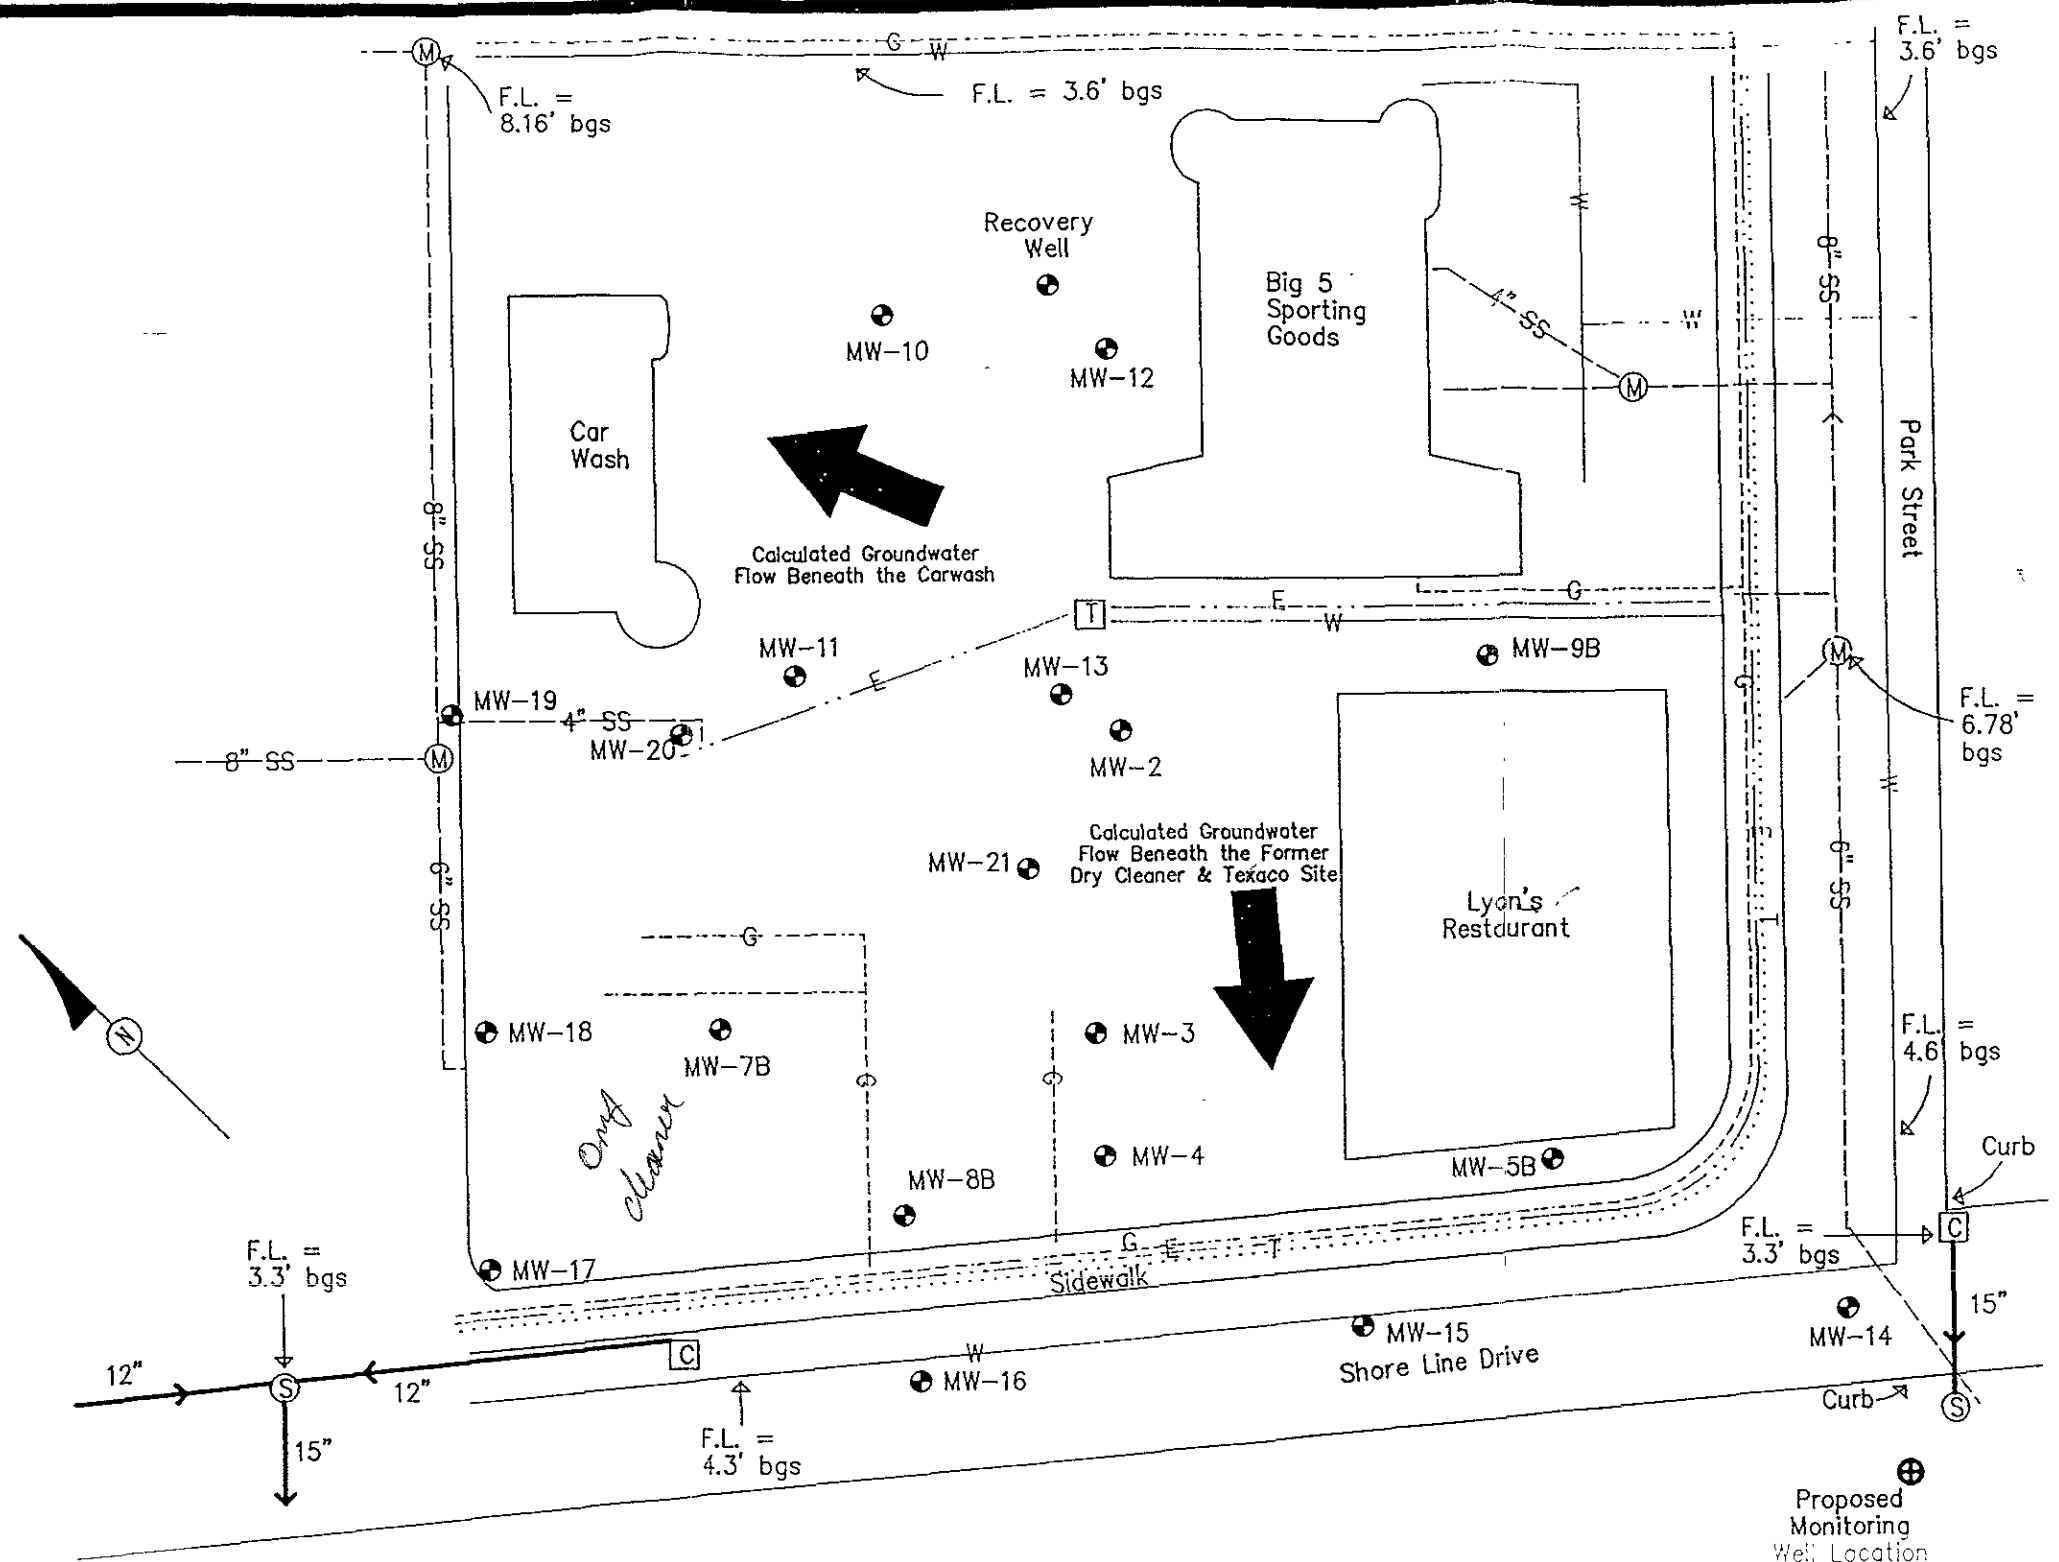 G
W
M
F.L. =
8.16' bgs
F.L. = 3.6' bgs
F.L. =
3.6' bgs
Recovery
Well
MW-10
MW-12
Big 5
Sporting
Goods
W
4" SS
W
8" SS
M
Park Street
Car
Wash
8" SS
Calculated Groundwater
Flow Beneath the Carwash
T
E
W
G
MW-11
E
MW-13
MW-9B
G
M
F.L. =
6.78'
bgs
MW-19
4" SS
MW-20
8" SS
M
MW-2
W
6" SS
MW-21
Calculated Groundwater
Flow Beneath the Former
Dry Cleaner & Texaco Site
Lyon's
Restaurant
E
T
6" SS
G
N
MW-18
MW-7B
G
G
MW-3
F.L. =
4.6' bgs
Dry
cleaner
MW-4
MW-5B
MW-8B
Curb
C
F.L. =
3.3' bgs
F.L. =
3.3' bgs
MW-17
G E T
Sidewalk
15"
MW-14
MW-15
Shore Line Drive
C
W
MW-16
12"
S
12"
15"
F.L. =
4.3' bgs
Curb
S
Proposed
Monitoring
Well Location